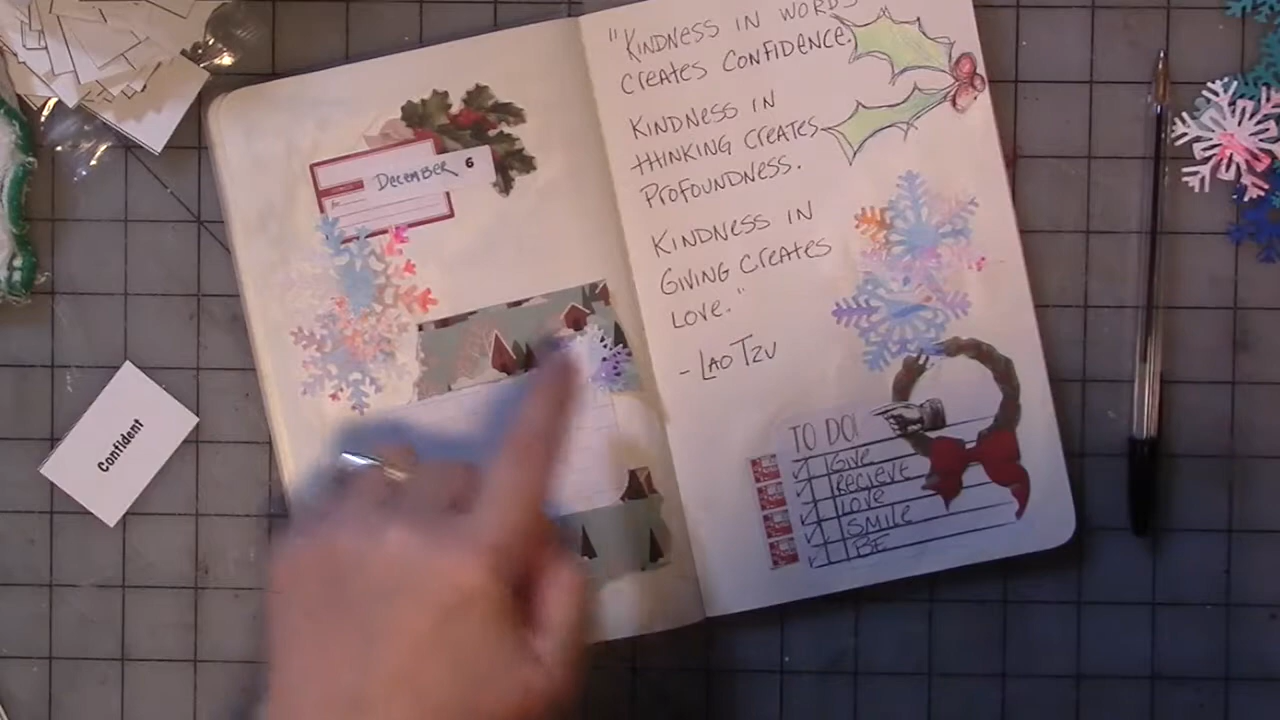 December 6
Confident
"KINDNESS IN WORDS
CREATES CONFIDENCE.
KINDNESS IN
THINKING CREATES
PROFOUNDNESS.
KINDNESS IN
GIVING CREATES
LOVE."
- LAO TZU
TO DO!
GIVE
RECIEVE
LOVE
SMILE
BE